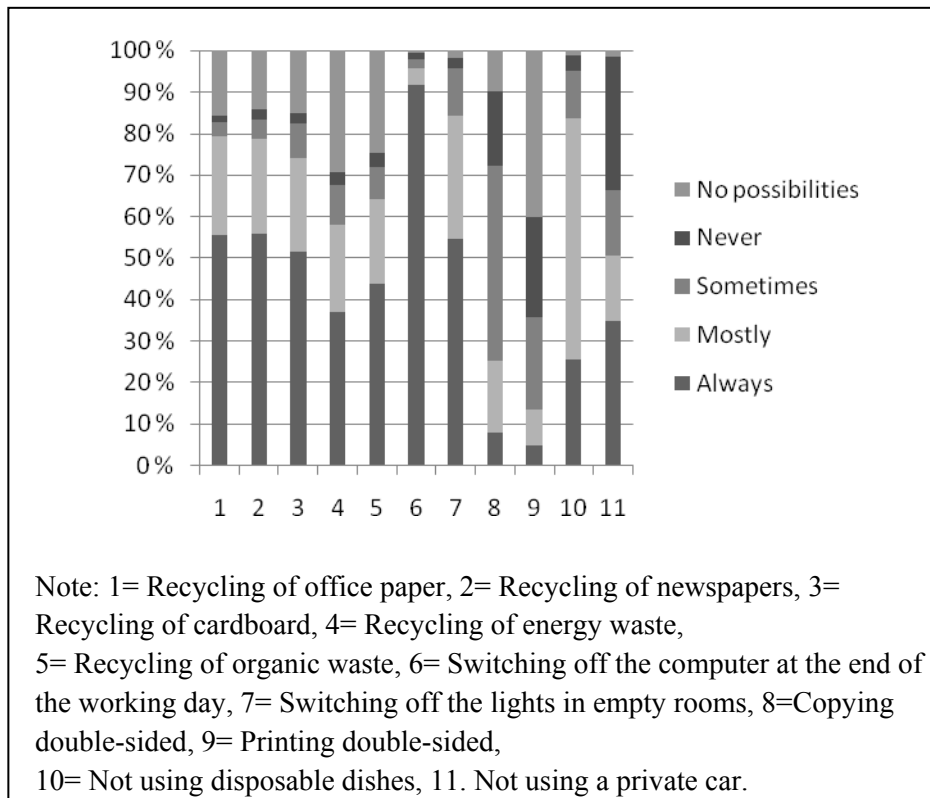 100 %
90 %
80 %
70 %
60 %
50 %
40 %
30 %
20 %
10 %
0 %
1 2 3 4 5 6 7 8 9 10 11
No possibilities
Never
Sometimes
Mostly
Always
Note: 1= Recycling of office paper, 2= Recycling of newspapers, 3=
Recycling of cardboard, 4= Recycling of energy waste,
5= Recycling of organic waste, 6= Switching off the computer at the end of
the working day, 7= Switching off the lights in empty rooms, 8=Copying
double-sided, 9= Printing double-sided,
10= Not using disposable dishes, 11. Not using a private car.